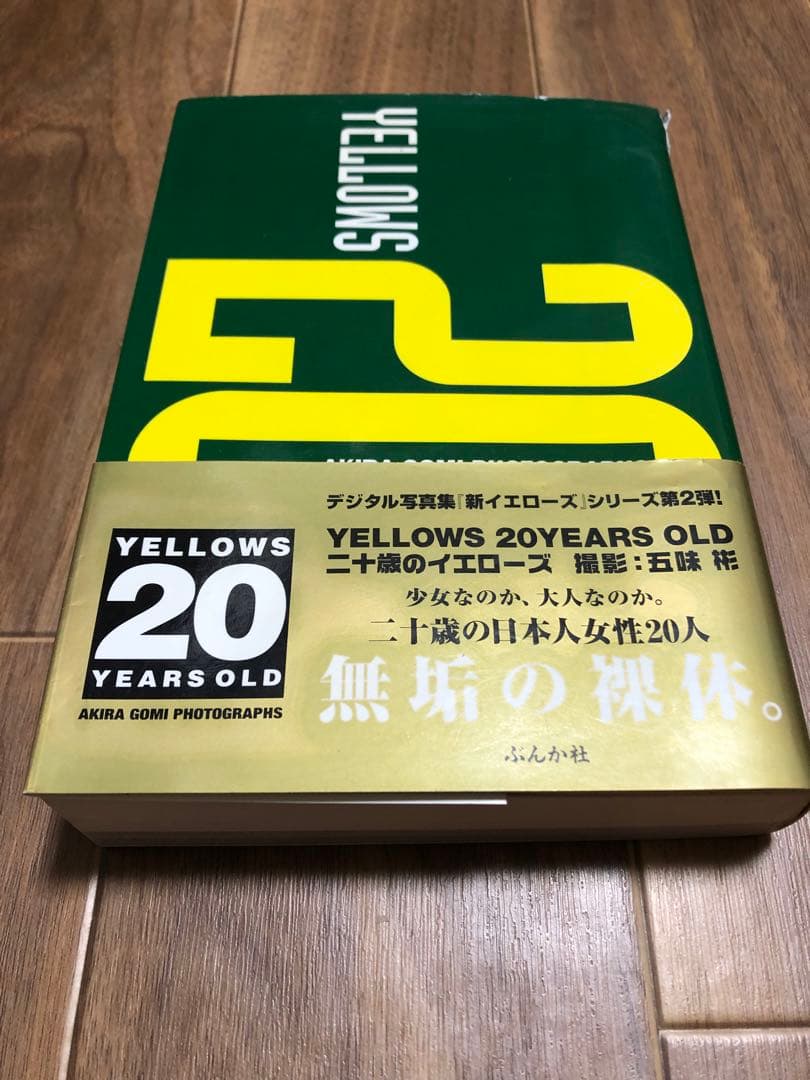 YELLOWS
20
デジタル写真集『新イエローズ』シリーズ第2弾!
YELLOWS 20YEARS OLD
二十歳のイエローズ 撮影:五味 彬
少女なのか、大人なのか。
二十歳の日本人女性20人
無垢の裸体。
ぶんか社
YELLOWS
20
YEARS OLD
AKIRA GOMI PHOTOGRAPHS